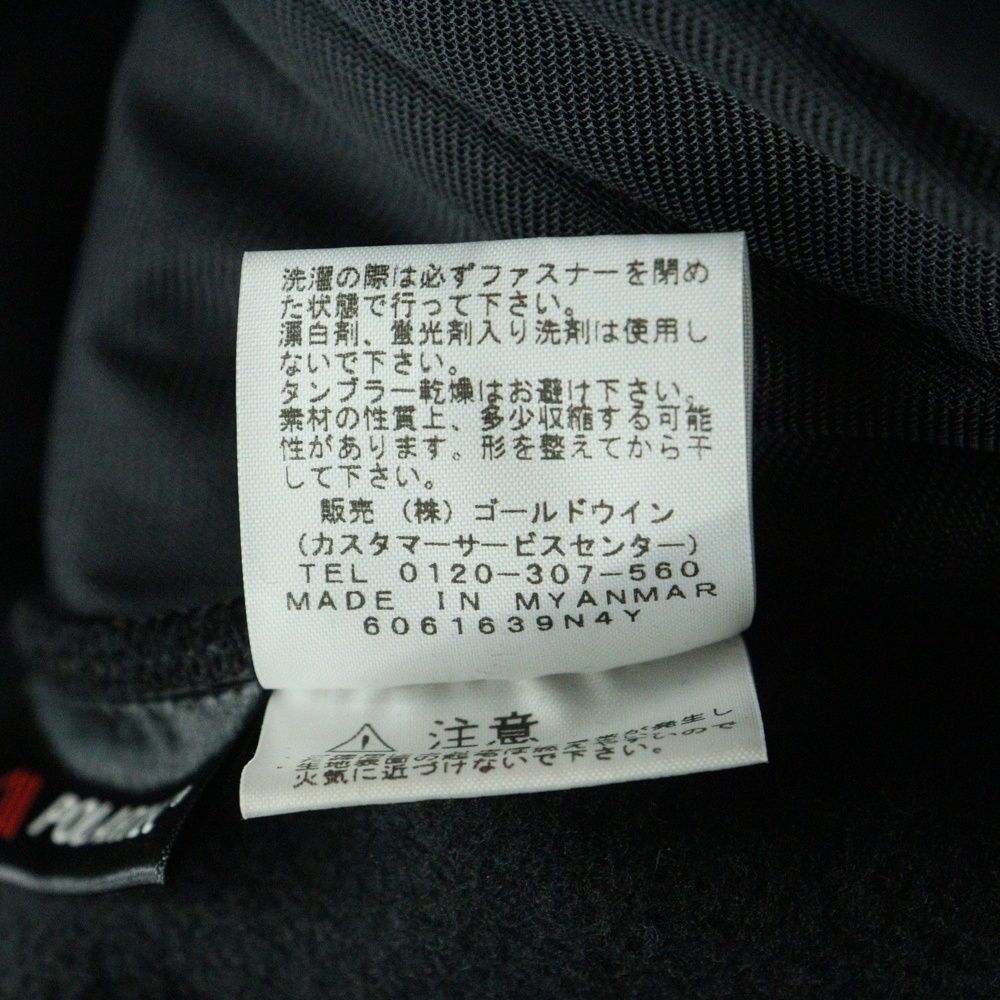 洗濯の際は必ずファスナーを閉め
た状態で行って下さい。
漂白剤、蛍光剤入り洗剤は使用し
ないで下さい。
タンブラー乾燥はお避け下さい。
素材の性質上、多少収縮する可能
性があります。形を整えてから干
して下さい。
販売 (株) ゴールドウイン
(カスタマーサービスセンター)
TEL 0120-307-560
MADE IN MYANMAR
6061639N4Y
注意
火気に近づけないで下さい。